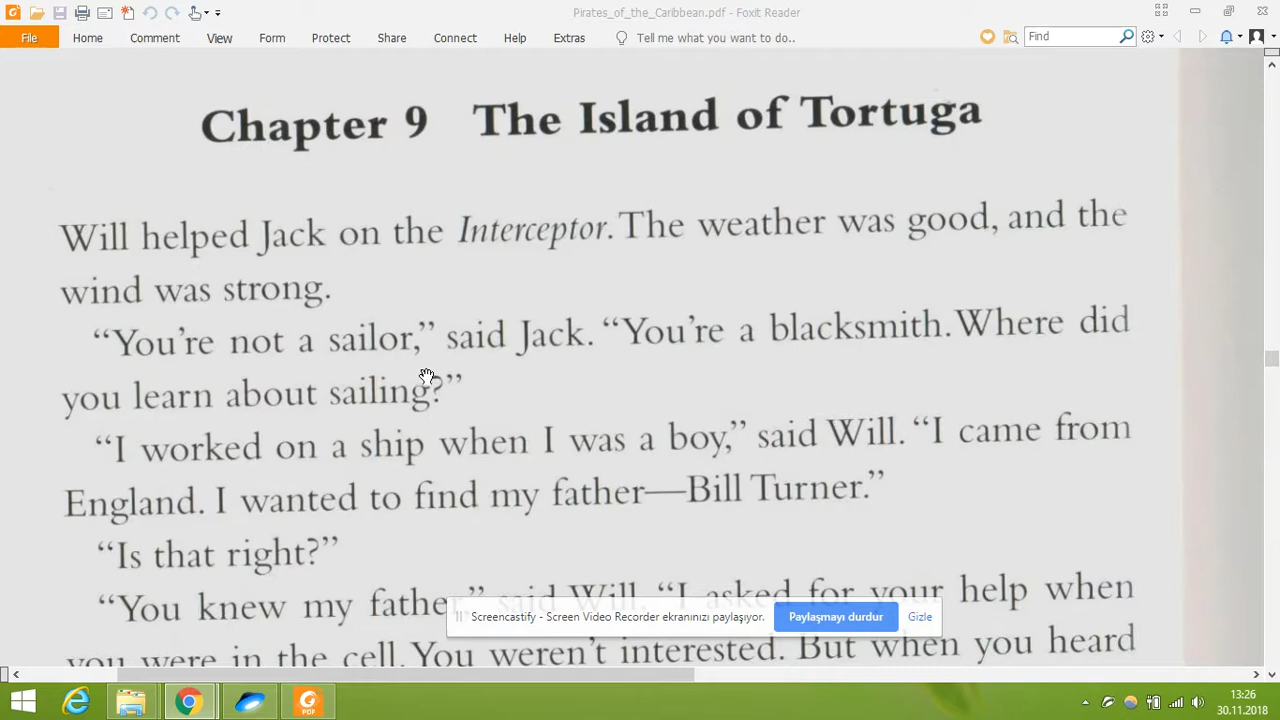 Pirates_of_the_Caribbean.pdf - Foxit Reader
File Home Comment View Form Protect Share Connect Help Extras Tell me what you want to do.. Find
Chapter 9 The Island of Tortuga
Will helped Jack on the Interceptor. The weather was good, and the
wind was strong.
“You’re not a sailor,” said Jack. “You’re a blacksmith. Where did
you learn about sailing?”
“I worked on a ship when I was a boy,” said Will. “I came from
England. I wanted to find my father—Bill Turner.”
“Is that right?”
“You knew my father,” said Will. “I asked for your help when
Screencastify - Screen Video Recorder ekranınızı paylaşıyor. Paylaşmayı durdur Gizle
you were in the cell. You weren’t interested. But when you heard
PDF
13:26
30.11.2018